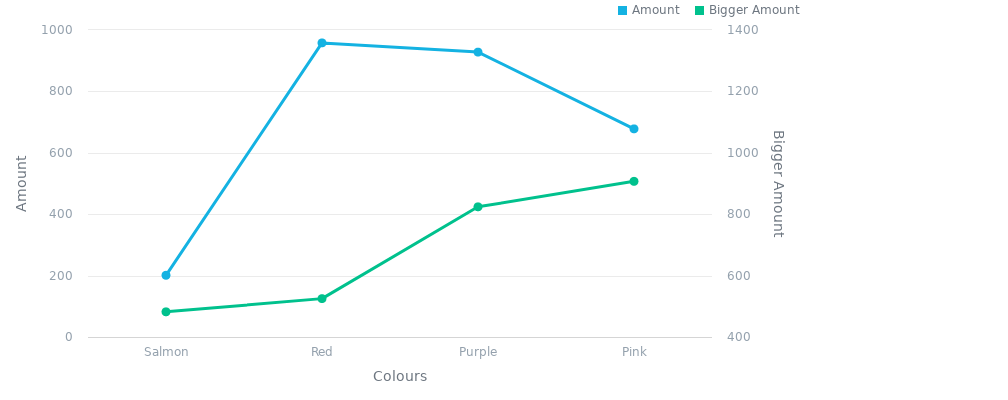 Amount Bigger Amount
1000 1400
800 1200
600 1000
400 800
200 600
0 400
Amount
Bigger Amount
Salmon Red Purple Pink
Colours